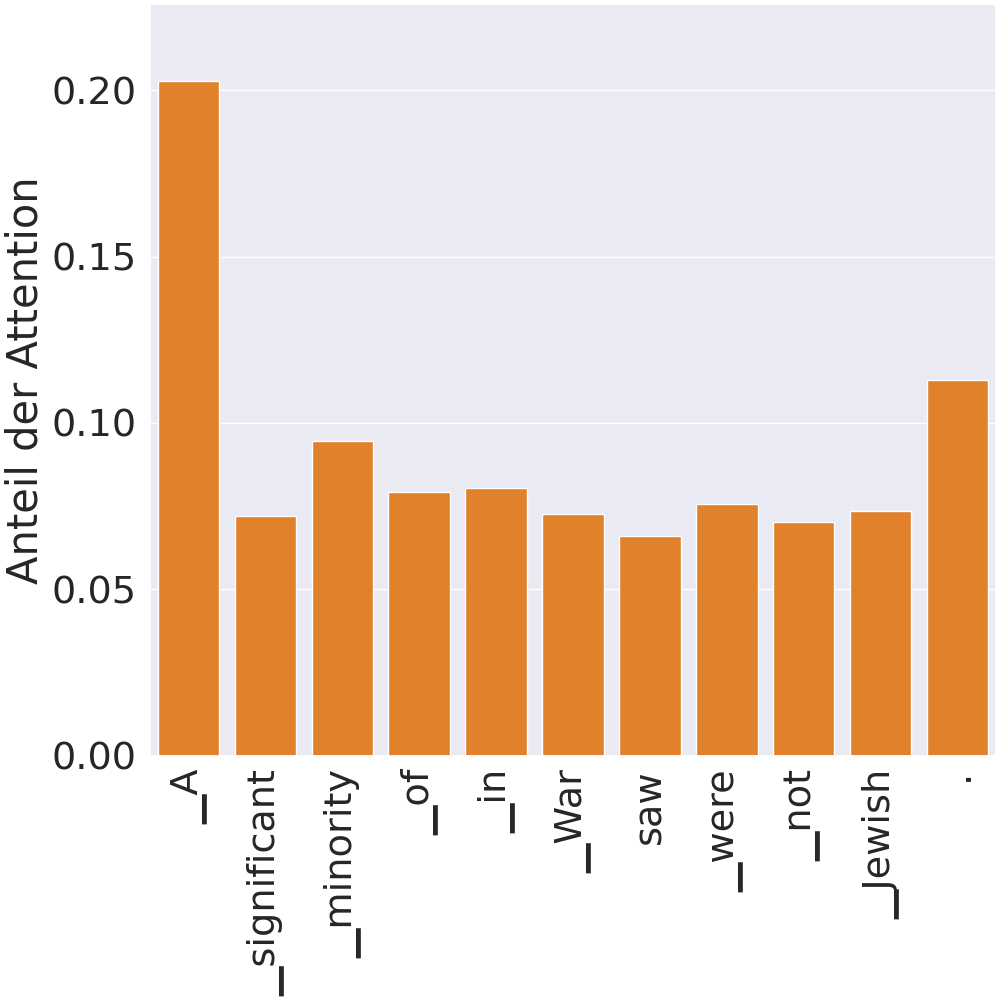 Anteil der Attention
0.20
0.15
0.10
0.05
0.00
_A
_significant
_minority
_of
_in
_War
saw
_were
_not
_Jewish
.